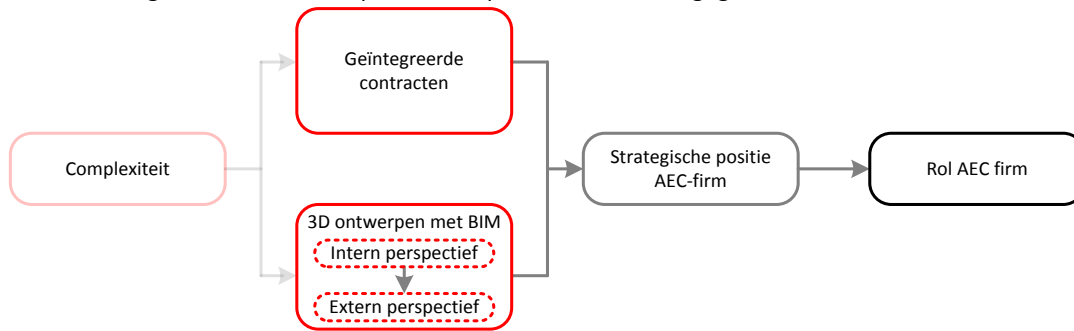 Geïntegreerde
contracten
Complexiteit
Strategische positie
AEC-firm
Rol AEC firm
3D ontwerpen met BIM
Intern perspectief
Extern perspectief